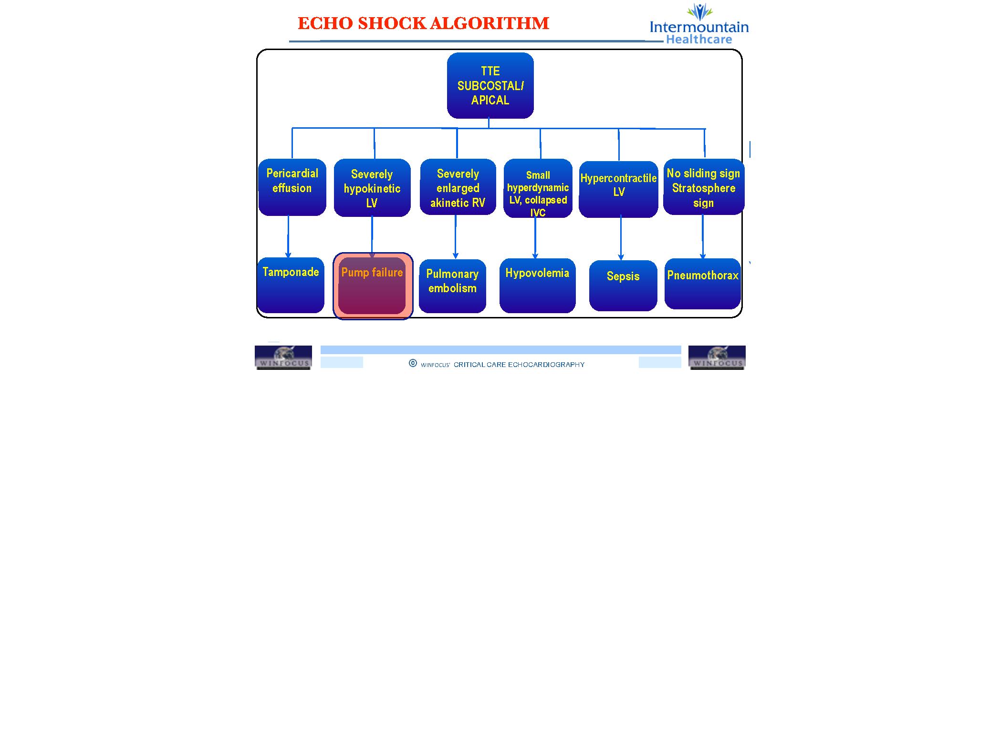 ECHO SHOCK ALGORITHM
Intermountain
Healthcare
TTE
SUBCOSTAL/
APICAL
Pericardial
effusion
Severely
hypokinetic
LV
Severely
enlarged
akinetic RV
Small
hyperdynamic
LV, collapsed
IVC
Hypercontractile
LV
No sliding sign
Stratosphere
sign
Tamponade
Pump failure
Pulmonary
embolism
Hypovolemia
Sepsis
Pneumothorax
WINFOCUS
© WINFOCUS' CRITICAL CARE ECHOCARDIOGRAPHY
WINFOCUS